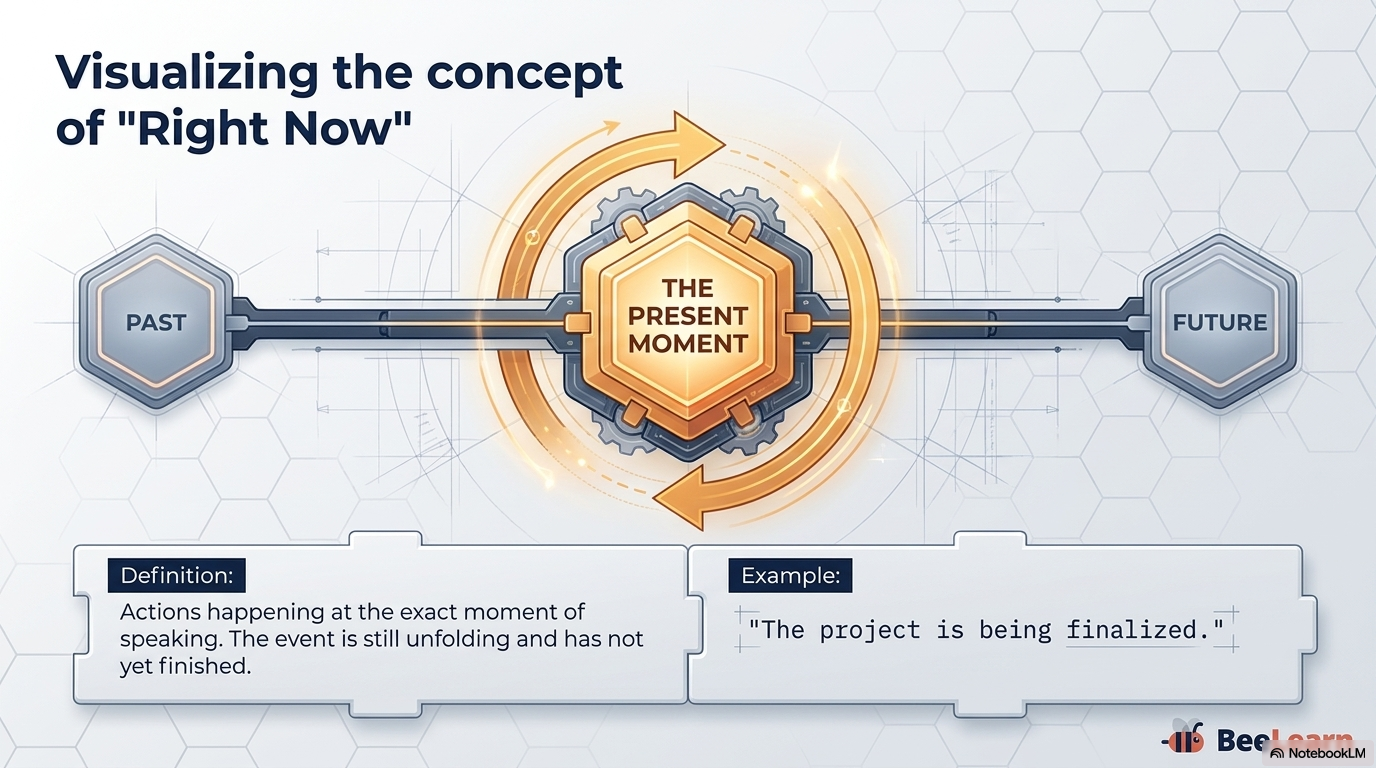 Visualizing the concept
of "Right Now"
PAST
THE
PRESENT
MOMENT
FUTURE
Definition:
Actions happening at the exact moment of
speaking. The event is still unfolding and has not
yet finished.
Example:
"The project is being finalized."
BeeLearn
NotebookLM